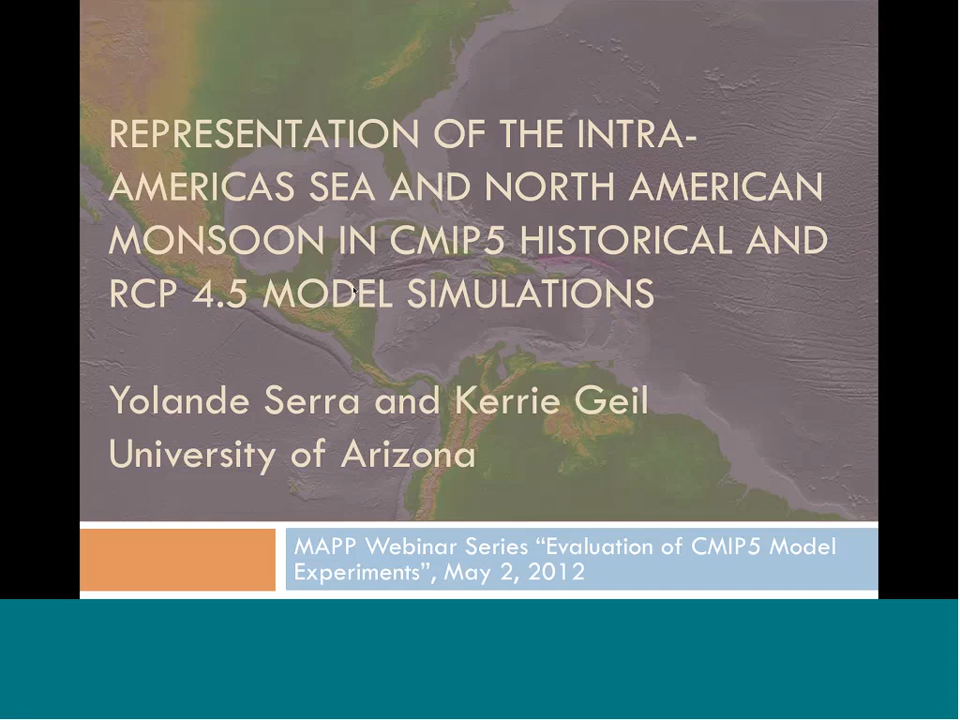 REPRESENTATION OF THE INTRA-
AMERICAS SEA AND NORTH AMERICAN
MONSOON IN CMIP5 HISTORICAL AND
RCP 4.5 MODEL SIMULATIONS
Yolande Serra and Kerrie Geil
University of Arizona
MAPP Webinar Series “Evaluation of CMIP5 Model
Experiments”, May 2, 2012